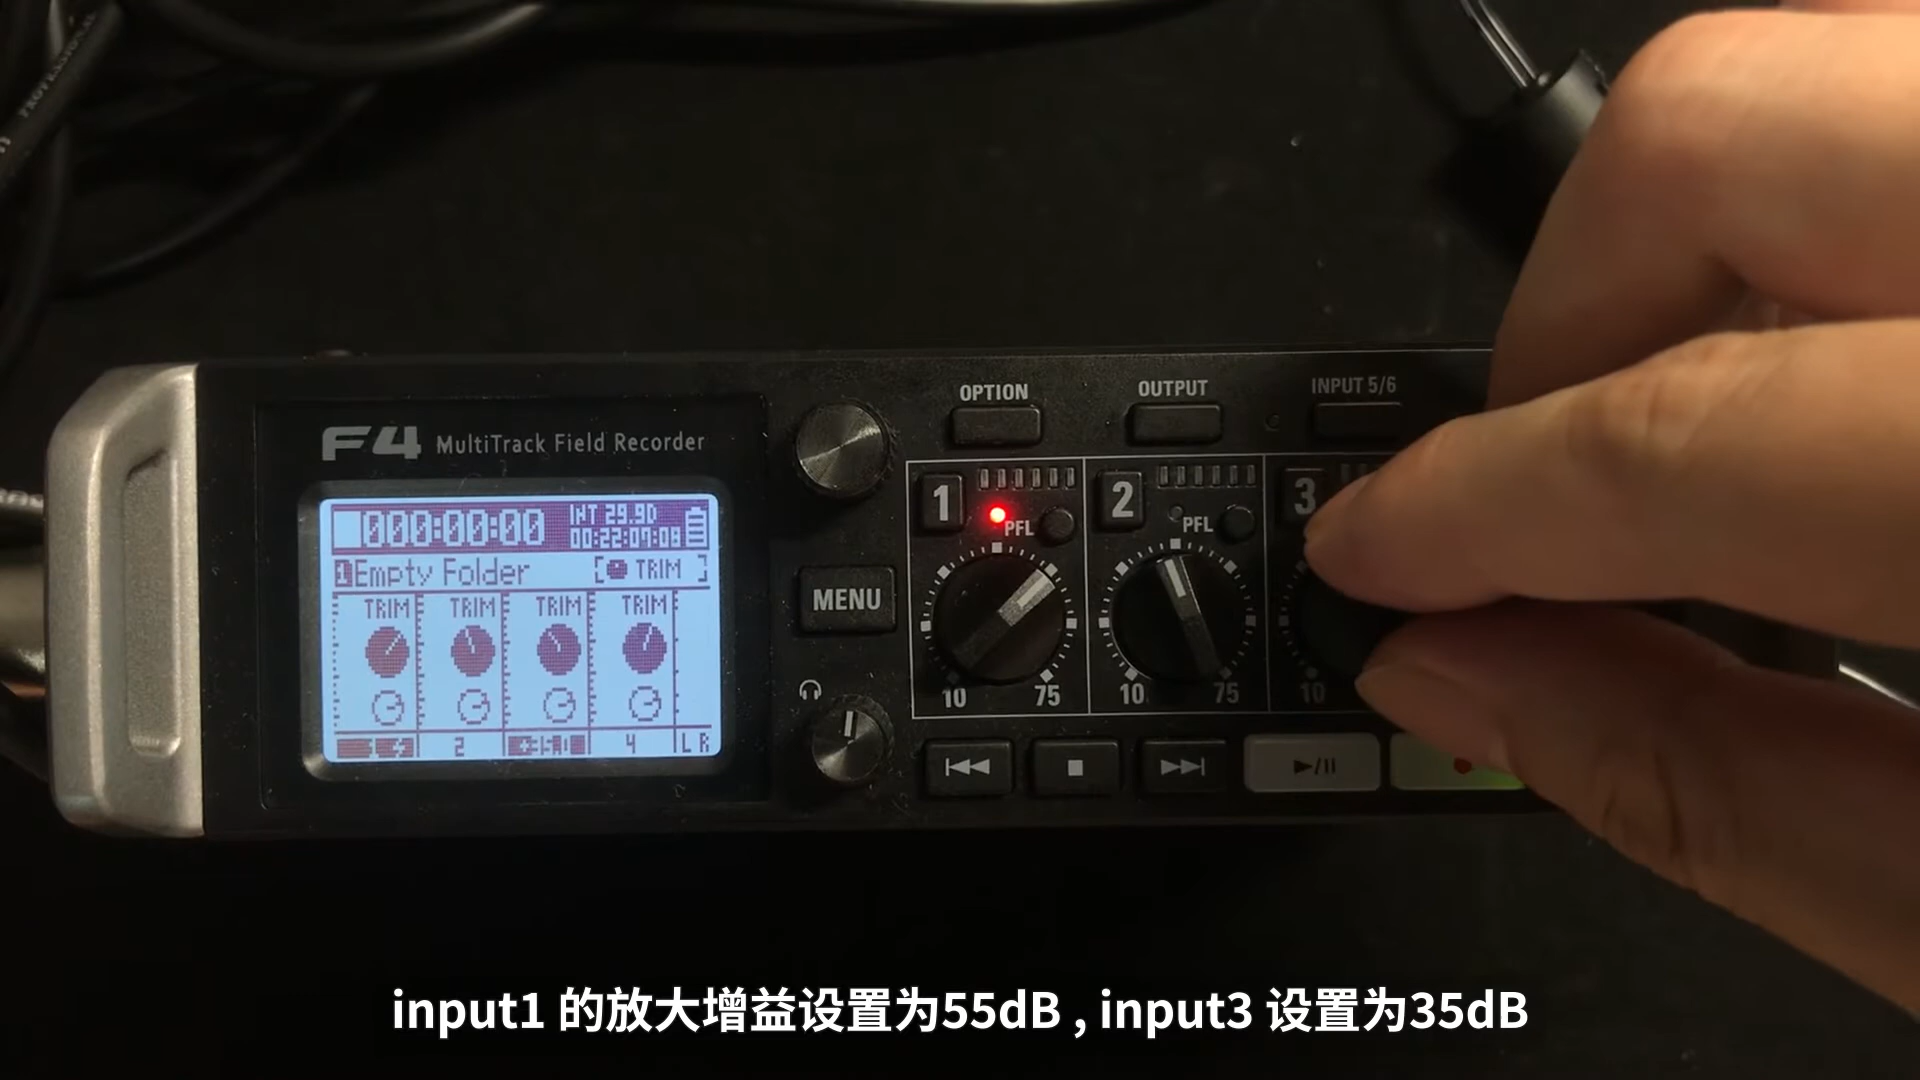 OPTION
OUTPUT
INPUT 5/6
F4 MultiTrack Field Recorder
1
2
3
PFL
PFL
000:00:00
INT 29.9D
00:22:07:09
1 Empty Folder
TRIM
TRIM TRIM TRIM TRIM
2
4
L R
MENU
10
75
10
75
10
input1 的放大增益设置为55dB , input3 设置为35dB